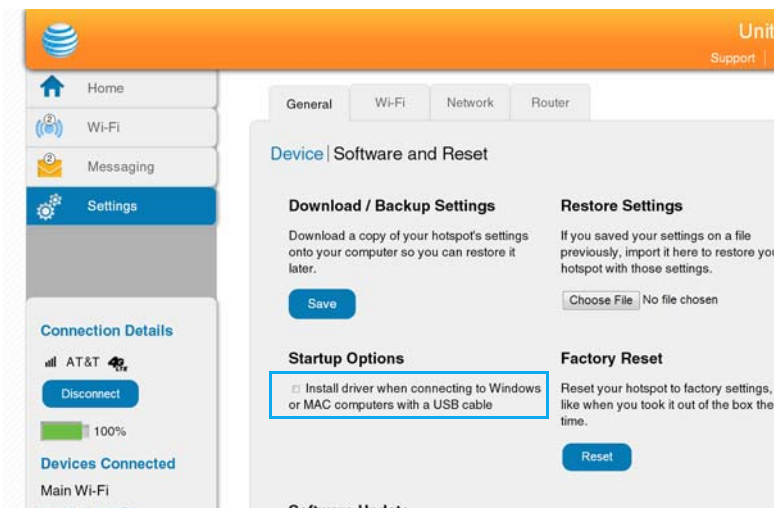 Unit
Support
Home
2
Wi-Fi
2
Messaging
Settings
General
Wi-Fi
Network
Router
Device | Software and Reset
Download / Backup Settings
Download a copy of your hotspot's settings
onto your computer so you can restore it
later.
Save
Restore Settings
If you saved your settings on a file
previously, import it here to restore you
hotspot with those settings.
Choose File No file chosen
Startup Options
Install driver when connecting to Windows
or MAC computers with a USB cable
Factory Reset
Reset your hotspot to factory settings,
like when you took it out of the box the
time.
Reset
Connection Details
AT&T 4G LTE
Disconnect
100%
Devices Connected
Main Wi-Fi